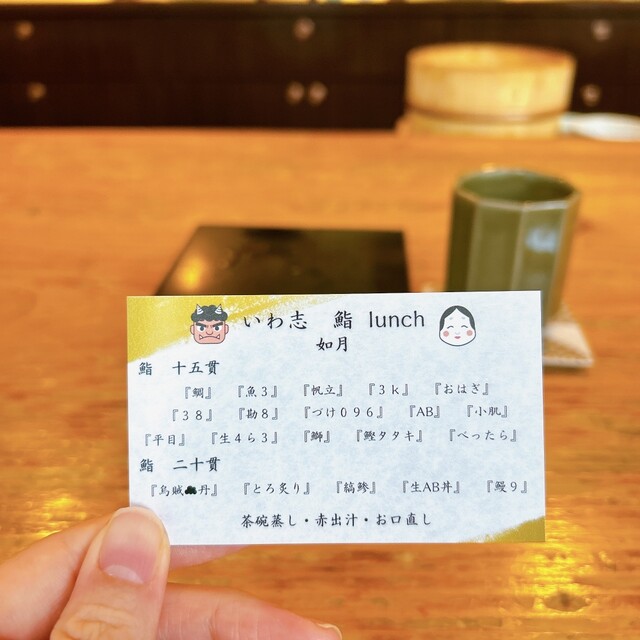 いわ志 鮨 lunch
如月
鮨 十五貫
『鯛』 『魚3』 『帆立』 『3k』 『おはぎ』
『38』 『勘8』 『づけ096』 『AB』 『小肌』
『平目』 『生4ら3』 『鰤』 『鰹タタキ』 『べったら』
鮨 二十貫
『烏賊☁丹』 『とろ炙り』 『縞鯵』 『生AB丼』 『鰻9』
茶碗蒸し・赤出汁・お口直し